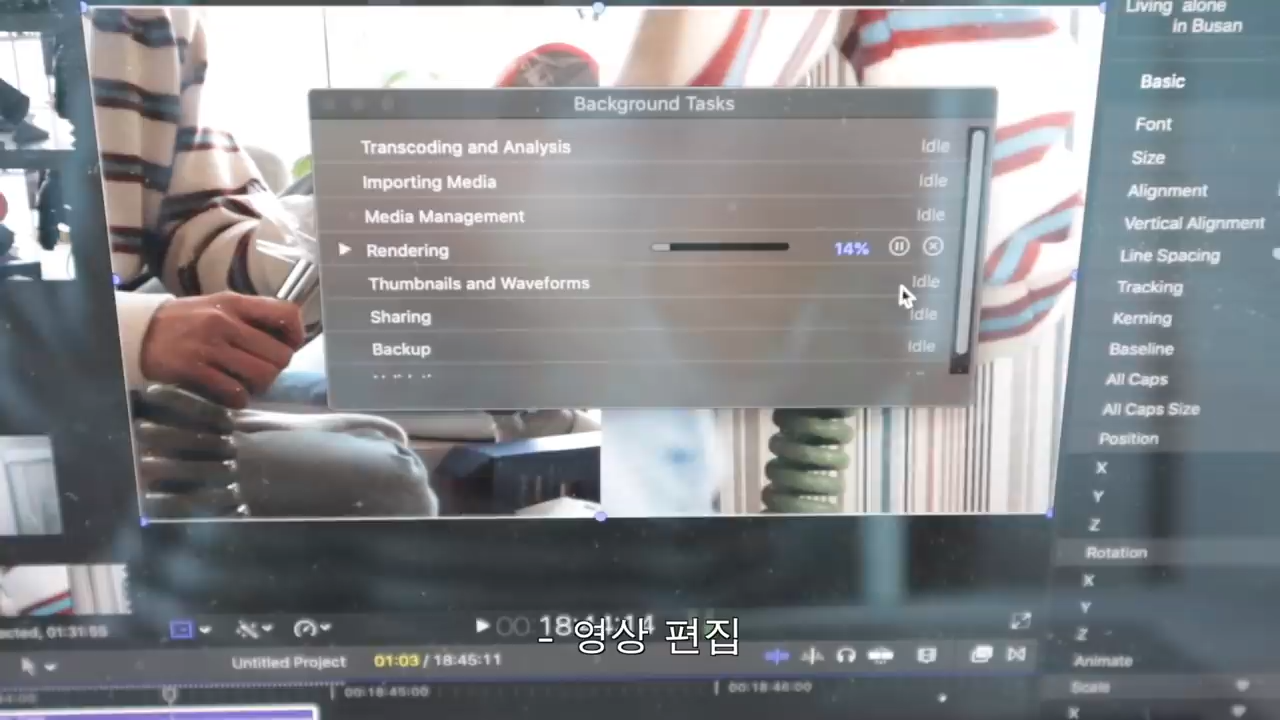 Living alone
in Busan
Background Tasks
Basic
Transcoding and Analysis Idle
Font
Size
Importing Media Idle
Alignment
Media Management Idle
Vertical Alignment
Rendering 14%
Line Spacing
Thumbnails and Waveforms Idle
Tracking
Sharing Idle
Kerning
Backup Idle
Baseline
All Caps
All Caps Size
Position
X
Y
Z
Rotation
X
Y
Z
01:31:55
- 영상 편집
Untitled Project 01:03 / 18:45:11
Animate
Scale
00:18:45:00 00:18:46:00
X